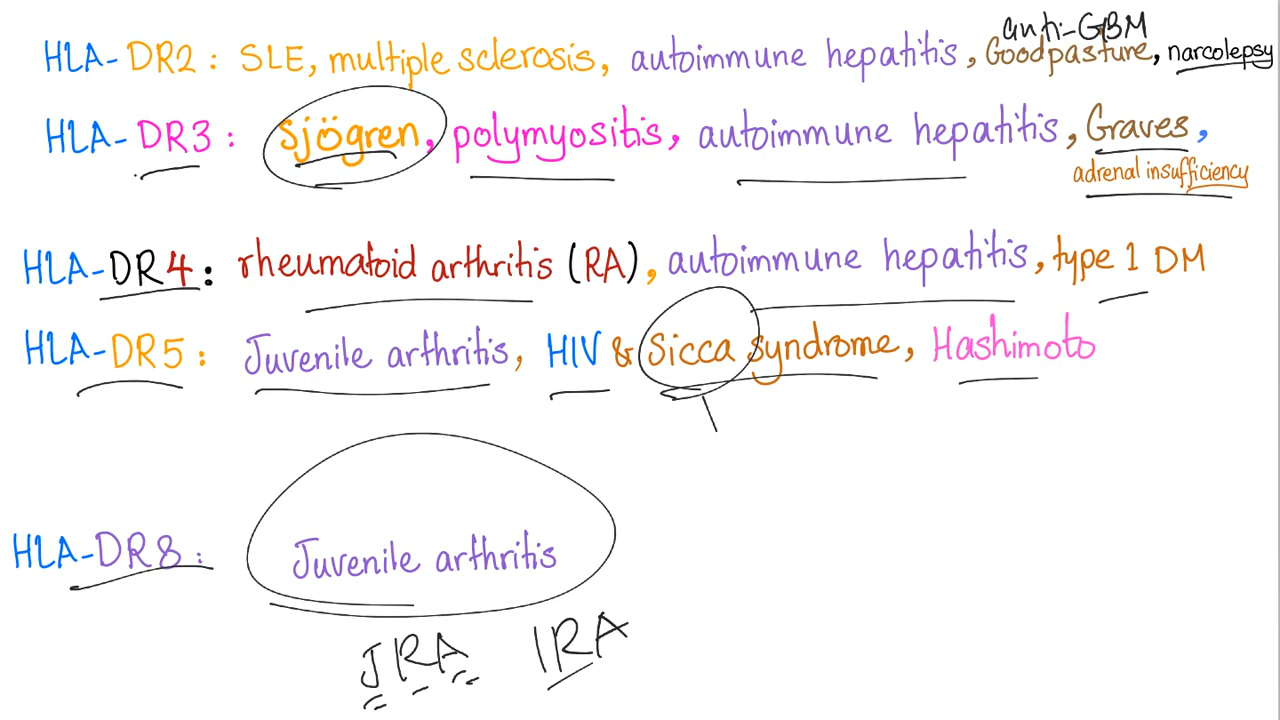 anti-GBM
HLA-DR2: SLE, multiple sclerosis, autoimmune hepatitis, Goodpasture, narcolepsy
HLA-DR3: Sjögren, polymyositis, autoimmune hepatitis, Graves,
adrenal insufficiency
HLA-DR4: rheumatoid arthritis (RA), autoimmune hepatitis, type 1 DM
HLA-DR5: Juvenile arthritis, HIV & Sicca syndrome, Hashimoto
HLA-DR8: Juvenile arthritis
JRA IRA